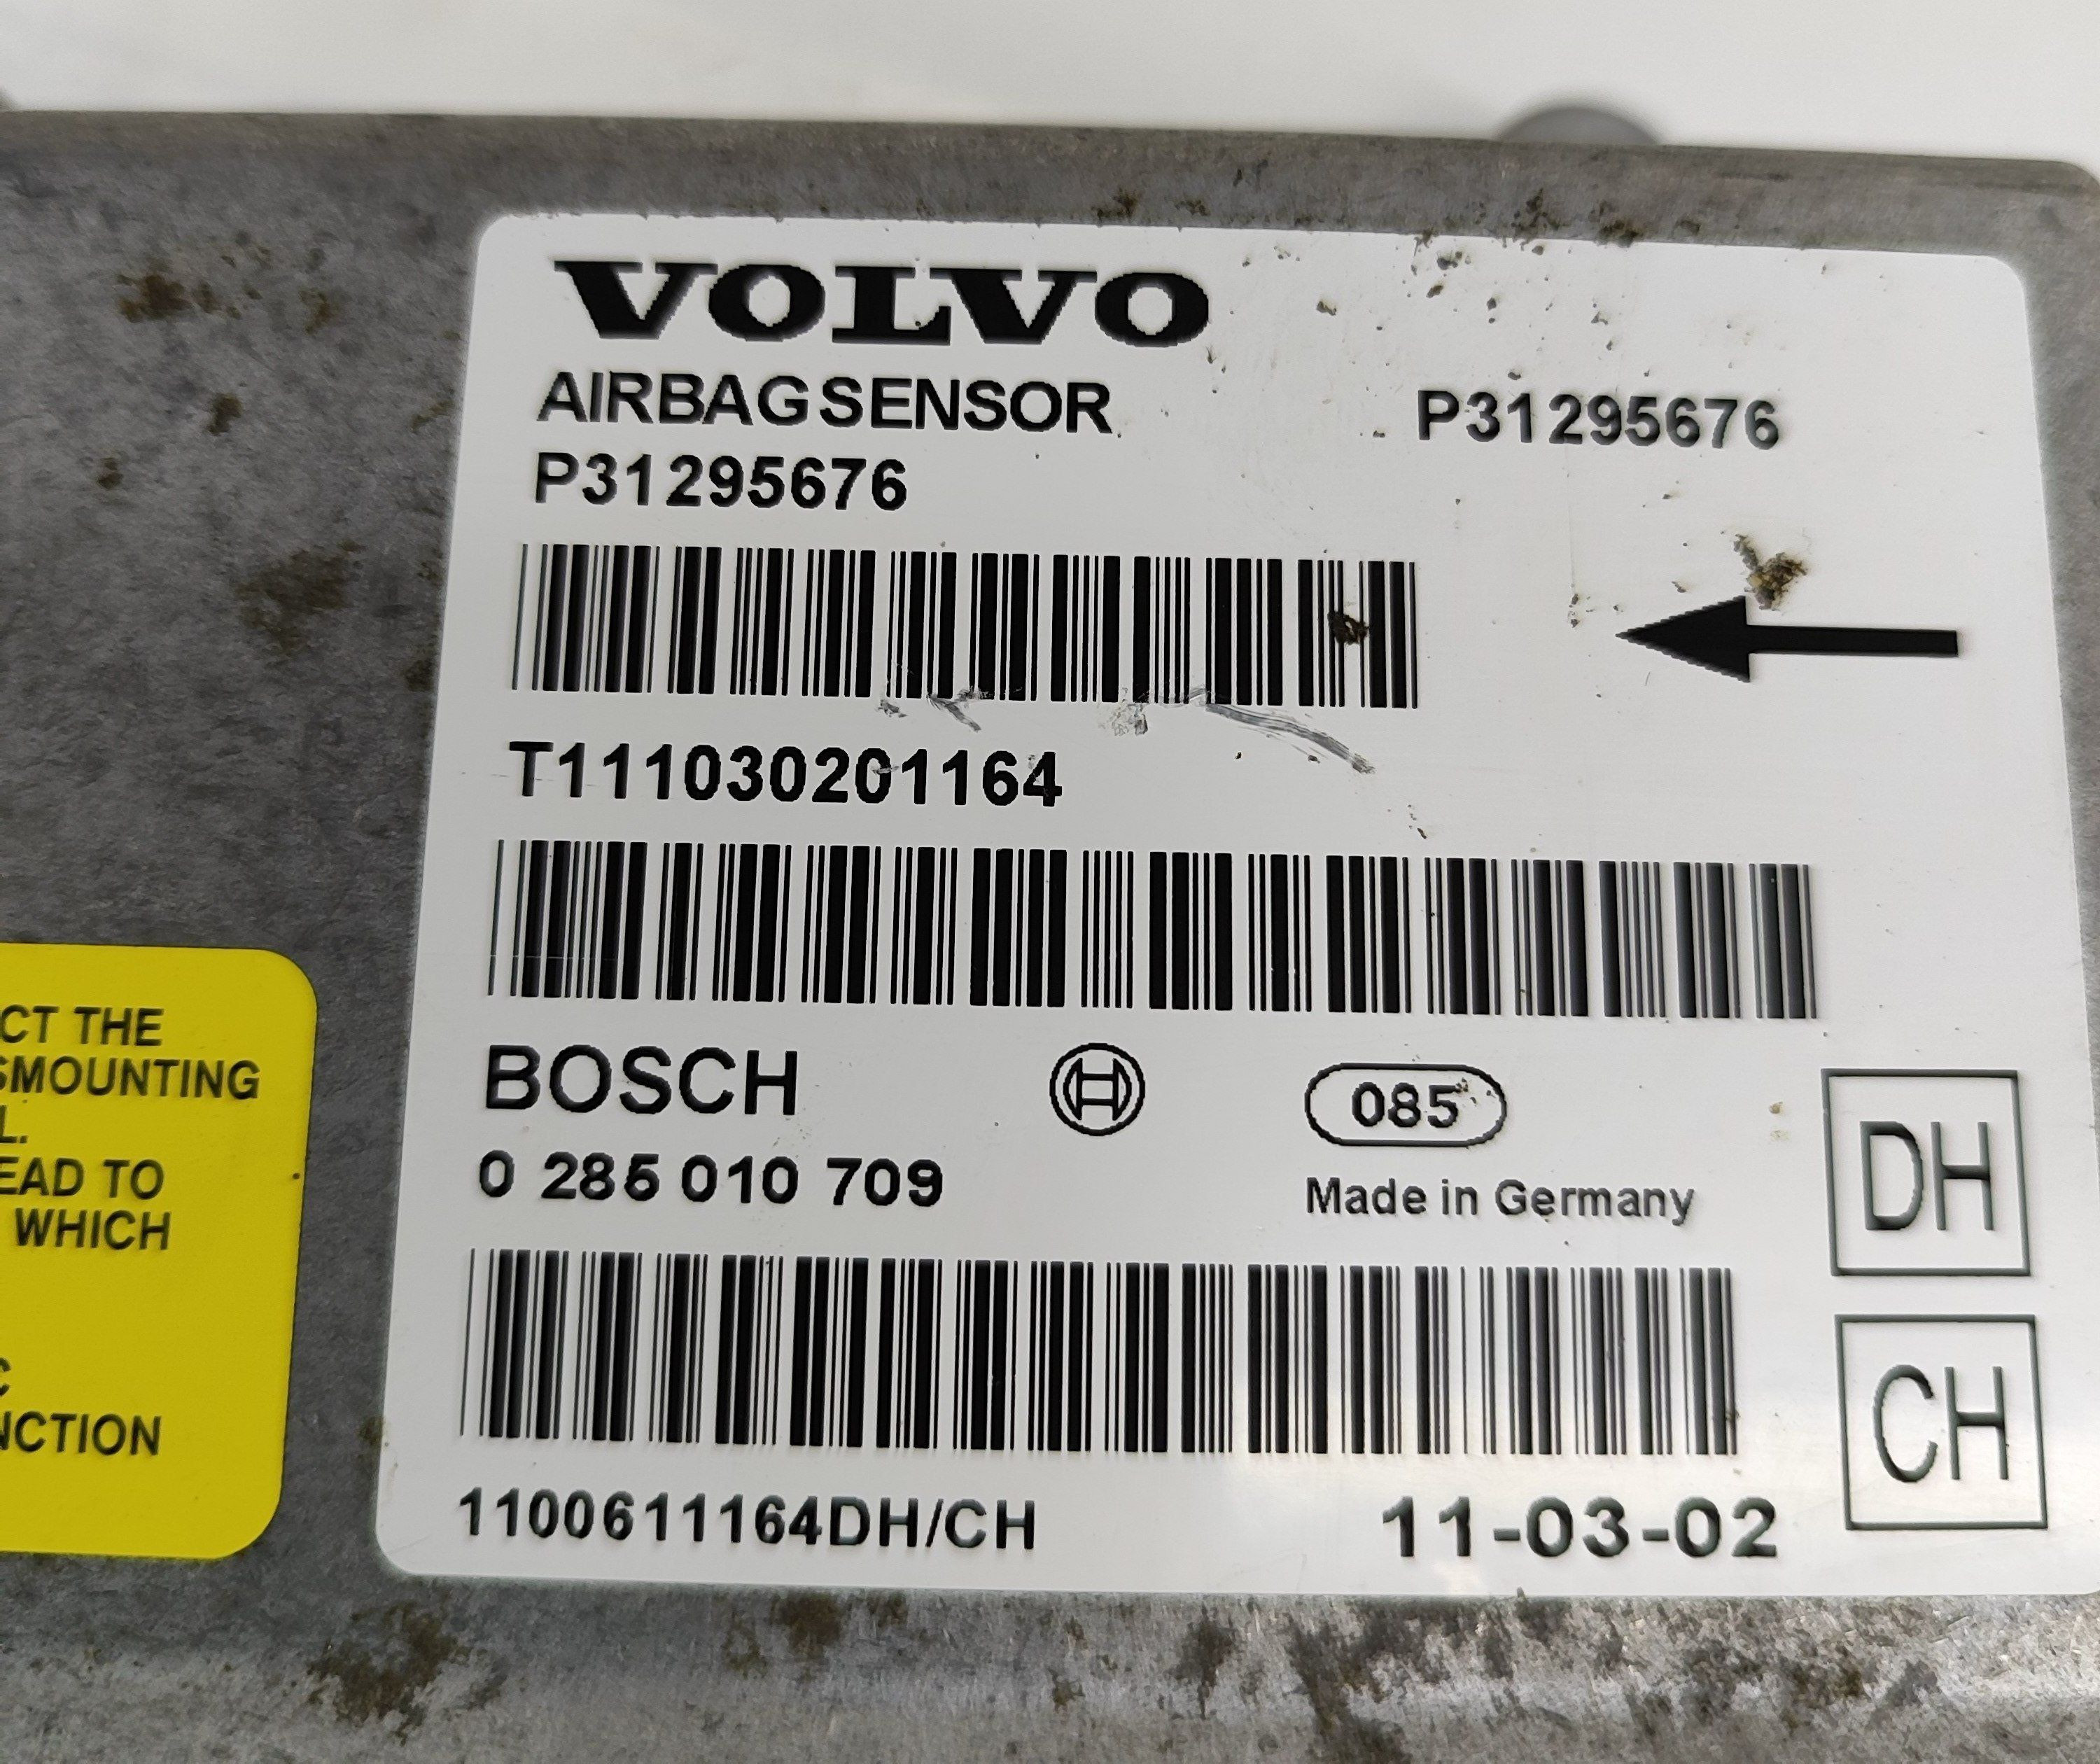 VOLVO
AIRBAGSENSOR
P31295676
P31295676
T111030201164
BOSCH
085
0 285 010 709
Made in Germany
DH
CH
1100611164DH/CH
11-03-02
CT THE
SMOUNTING
L.
EAD TO
WHICH
C
NCTION